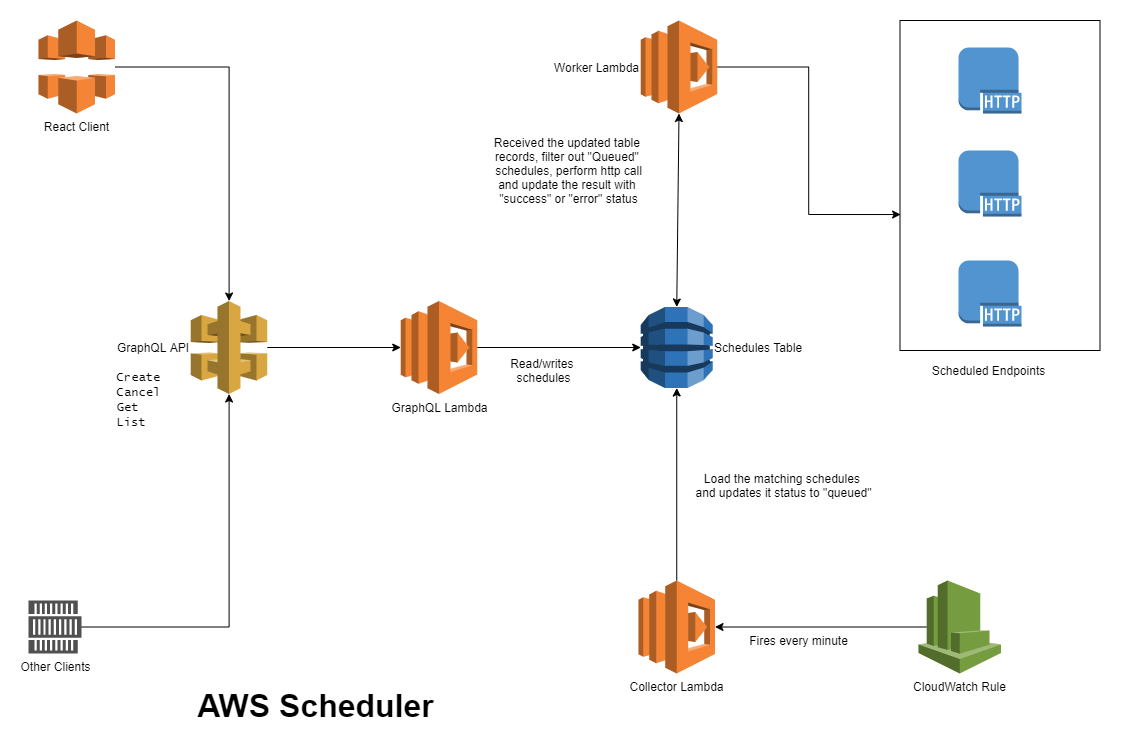 React Client
Worker Lambda
HTTP
HTTP
HTTP
Scheduled Endpoints
Received the updated table
records, filter out "Queued"
schedules, perform http call
and update the result with
"success" or "error" status
GraphQL API
Create
Cancel
Get
List
GraphQL Lambda
Read/writes
schedules
Schedules Table
Load the matching schedules
and updates it status to "queued"
Other Clients
Collector Lambda
Fires every minute
CloudWatch Rule
AWS Scheduler